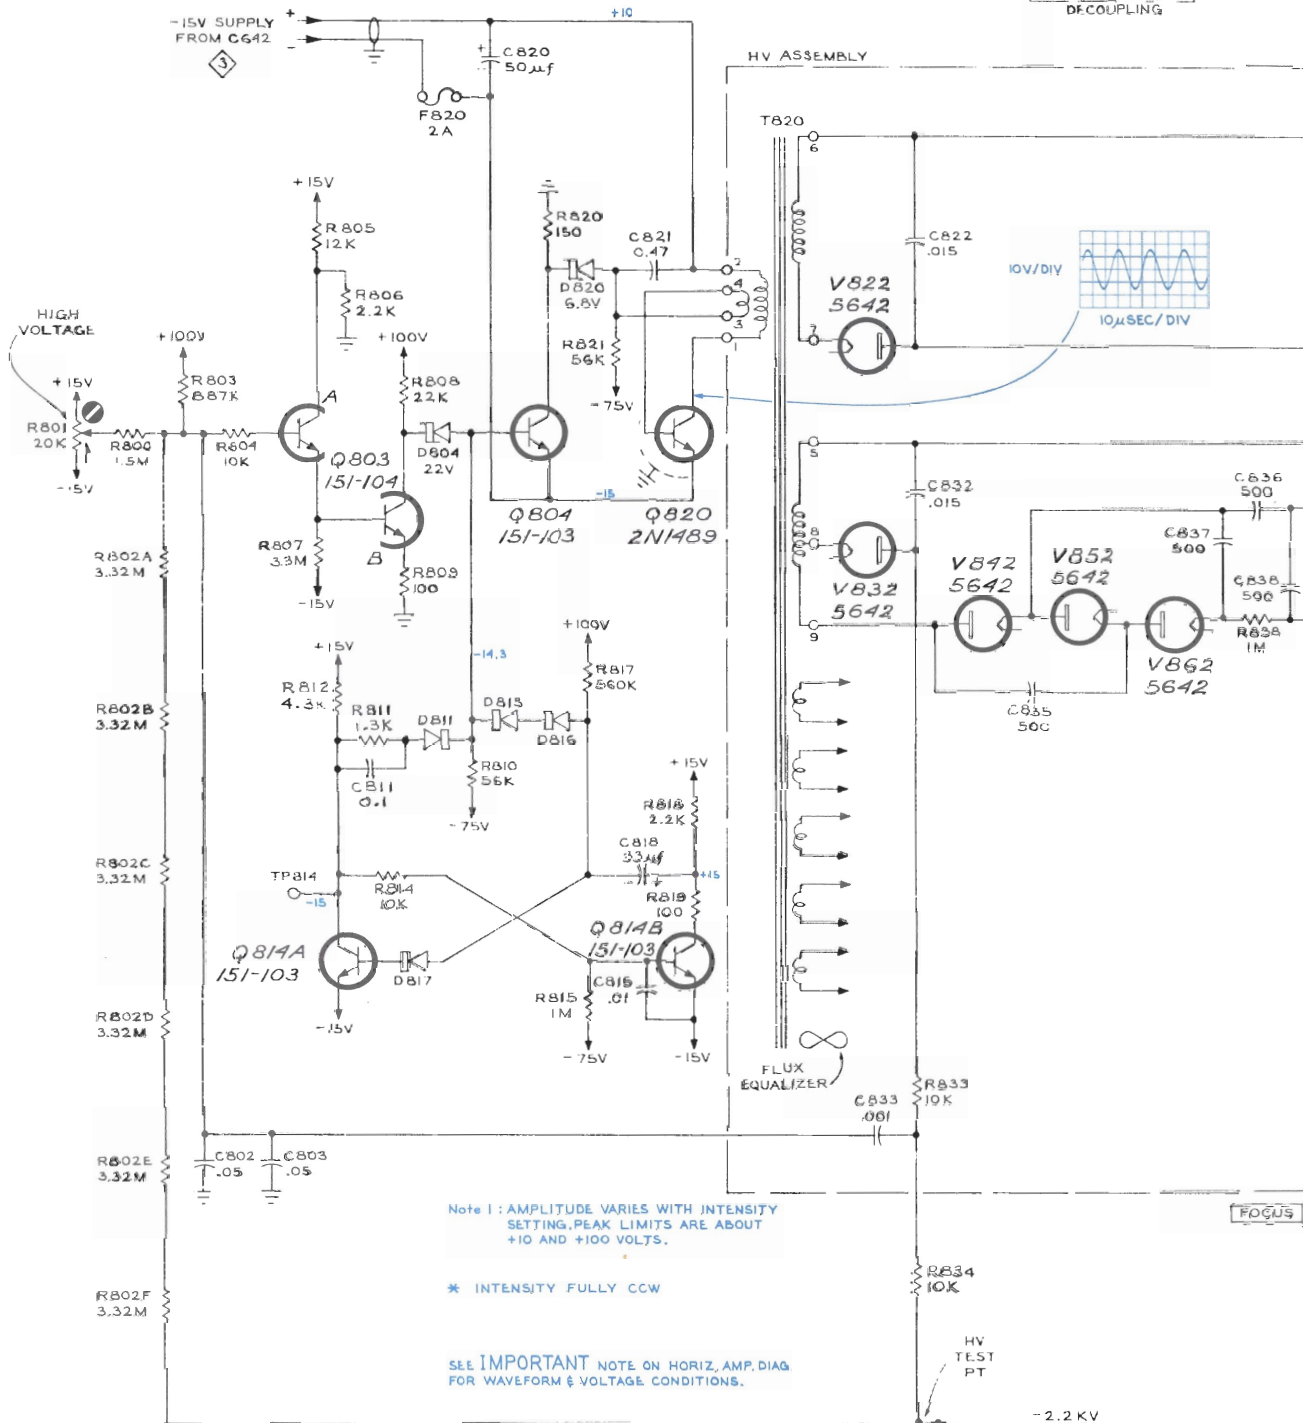 DECOUPLING
-15V SUPPLY
FROM C642
3
+
-
+10
+
C820
50μf
F820
2A
HV ASSEMBLY
T820
6
+15V
R805
12K
R820
150
C821
0.47
2
4
3
1
C822
.015
10V/DIV
10μSEC/DIV
V822
5642
7
D820
6.8V
R806
2.2K
HIGH
VOLTAGE
+100V
+100V
R821
56K
-75V
+15V
R803
887K
R808
22K
A
R801
20K
R800
1.5M
R804
10K
Q803
151-104
D804
22V
5
-15V
-15
Q804
151-103
Q820
2N1489
C832
.015
C836
500
C837
500
C838
500
R838
1M
R802A
3.32M
R807
33M
B
R809
100
-15V
8
V832
5642
V842
5642
V852
5642
V862
5642
9
C835
500
+15V
-14.3
+100V
R817
560K
R812
4.3K
R811
1.3K
D811
D815
D816
R802B
3.32M
C811
0.1
R810
56K
-75V
+15V
R818
2.2K
R802C
3.32M
TP814
-15
R814
10K
C818
33μf
+
+15
R819
100
Q814A
151-103
D817
Q814B
151-103
R815
1M
C815
.01
R802D
3.32M
-15V
-75V
-15V
FLUX
EQUALIZER
R833
10K
C833
.001
R802E
3.32M
C802
.05
C803
.05
Note 1: AMPLITUDE VARIES WITH INTENSITY
SETTING. PEAK LIMITS ARE ABOUT
+10 AND +100 VOLTS.
FOCUS
* INTENSITY FULLY CCW
R834
10K
R802F
3.32M
SEE IMPORTANT NOTE ON HORIZ. AMP. DIAG
FOR WAVEFORM & VOLTAGE CONDITIONS.
HV
TEST
PT
-2.2KV